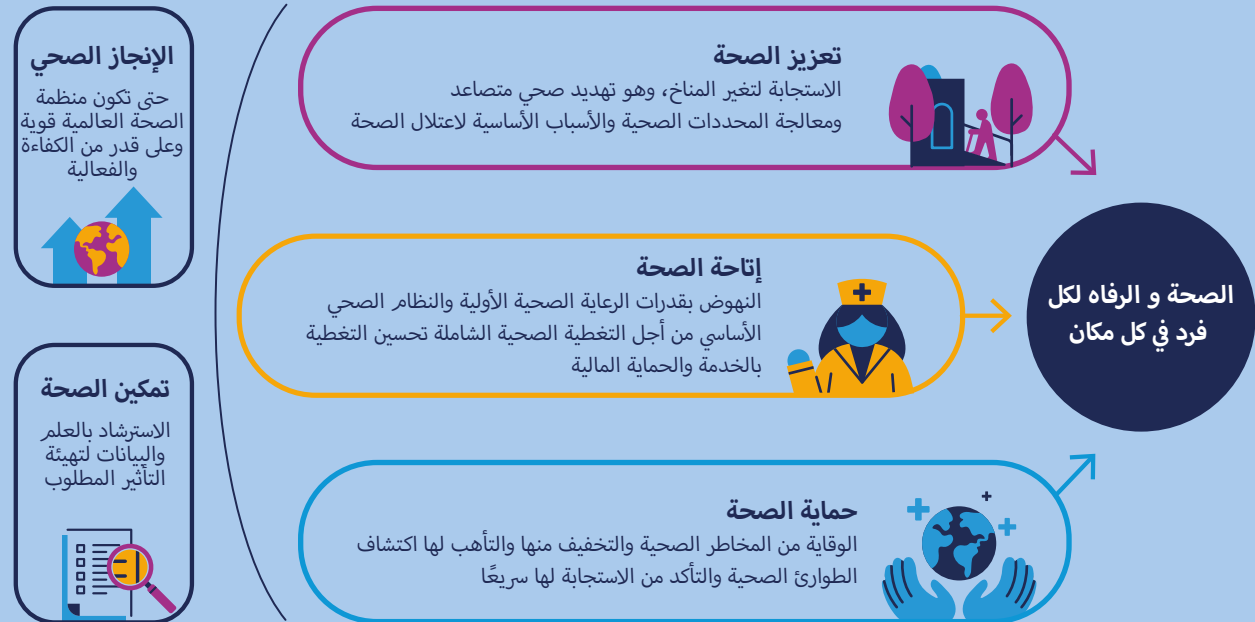 الصحة و الرفاه لكل
فرد في كل مكان
تعزيز الصحة
الاستجابة لتغير المناخ، وهو تهديد صحي متصاعد
ومعالجة المحددات الصحية والأسباب الأساسية لاعتلال الصحة
إتاحة الصحة
النهوض بقدرات الرعاية الصحية الأولية والنظام الصحي
الأساسي من أجل التغطية الصحية الشاملة تحسين التغطية
بالخدمة والحماية المالية
حماية الصحة
الوقاية من المخاطر الصحية والتخفيف منها والتأهب لها اكتشاف
الطوارئ الصحية والتأكد من الاستجابة لها سريعًا
الإنجاز الصحي
حتى تكون منظمة
الصحة العالمية قوية
وعلى قدر من الكفاءة
والفعالية
تمكين الصحة
الاسترشاد بالعلم
والبيانات لتهيئة
التأثير المطلوب